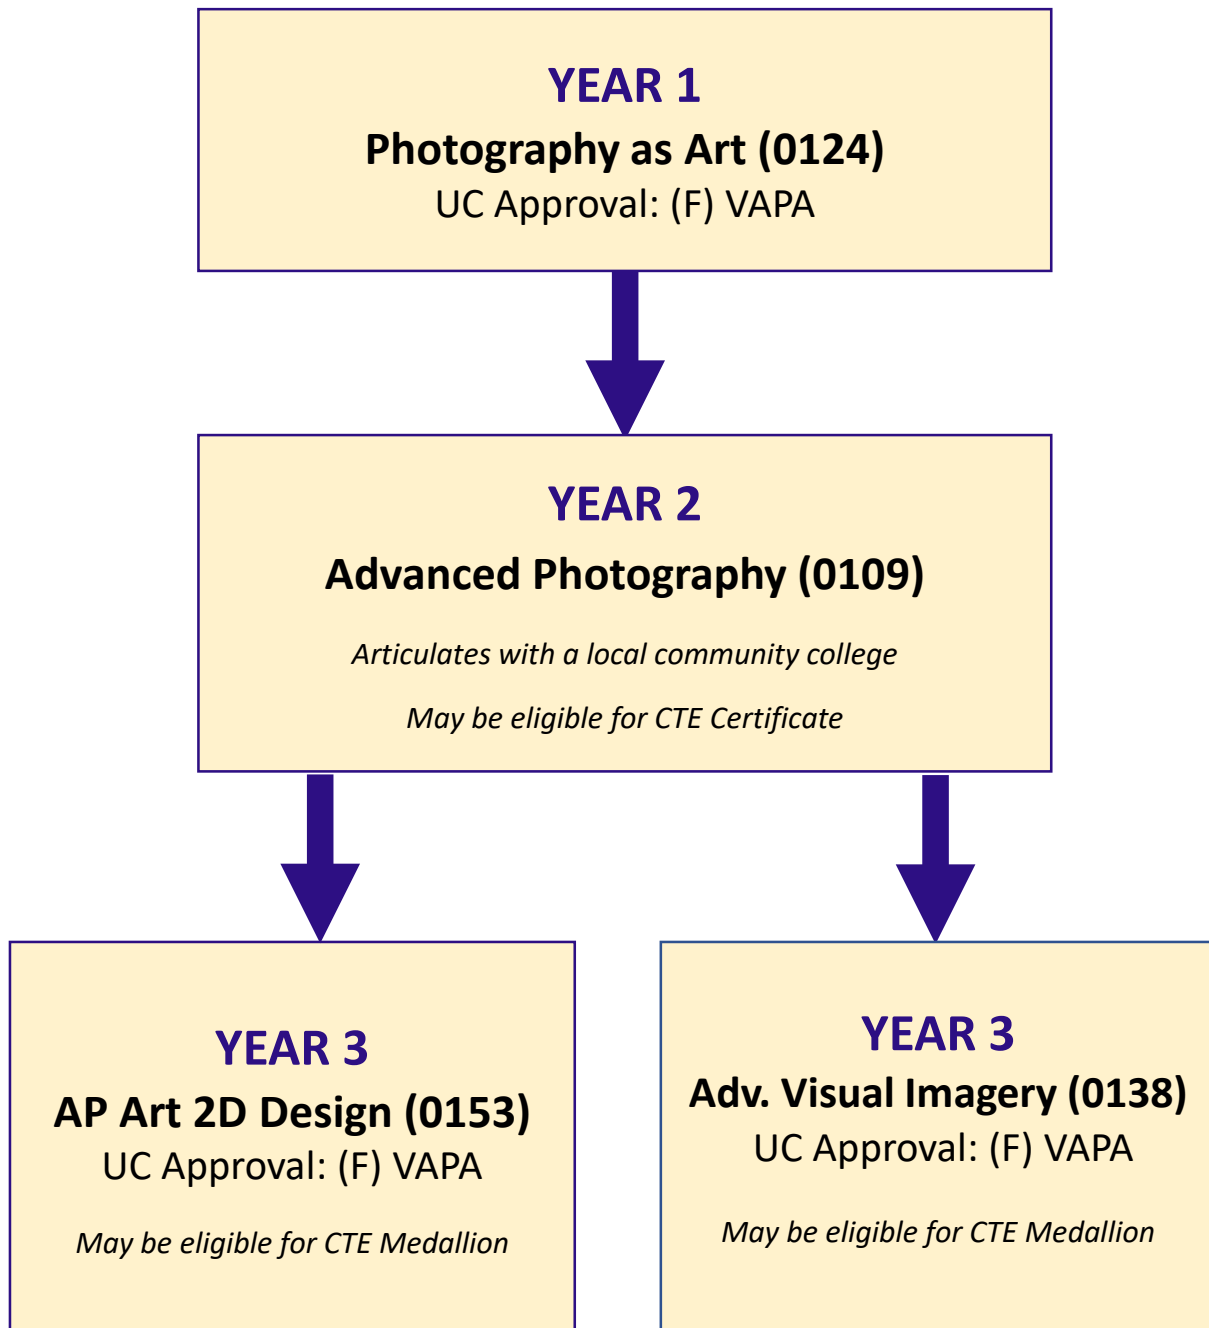 YEAR 1
Photography as Art (0124)
UC Approval: (F) VAPA
YEAR 2
Advanced Photography (0109)
Articulates with a local community college
May be eligible for CTE Certificate
YEAR 3
AP Art 2D Design (0153)
UC Approval: (F) VAPA
May be eligible for CTE Medallion
YEAR 3
Adv. Visual Imagery (0138)
UC Approval: (F) VAPA
May be eligible for CTE Medallion